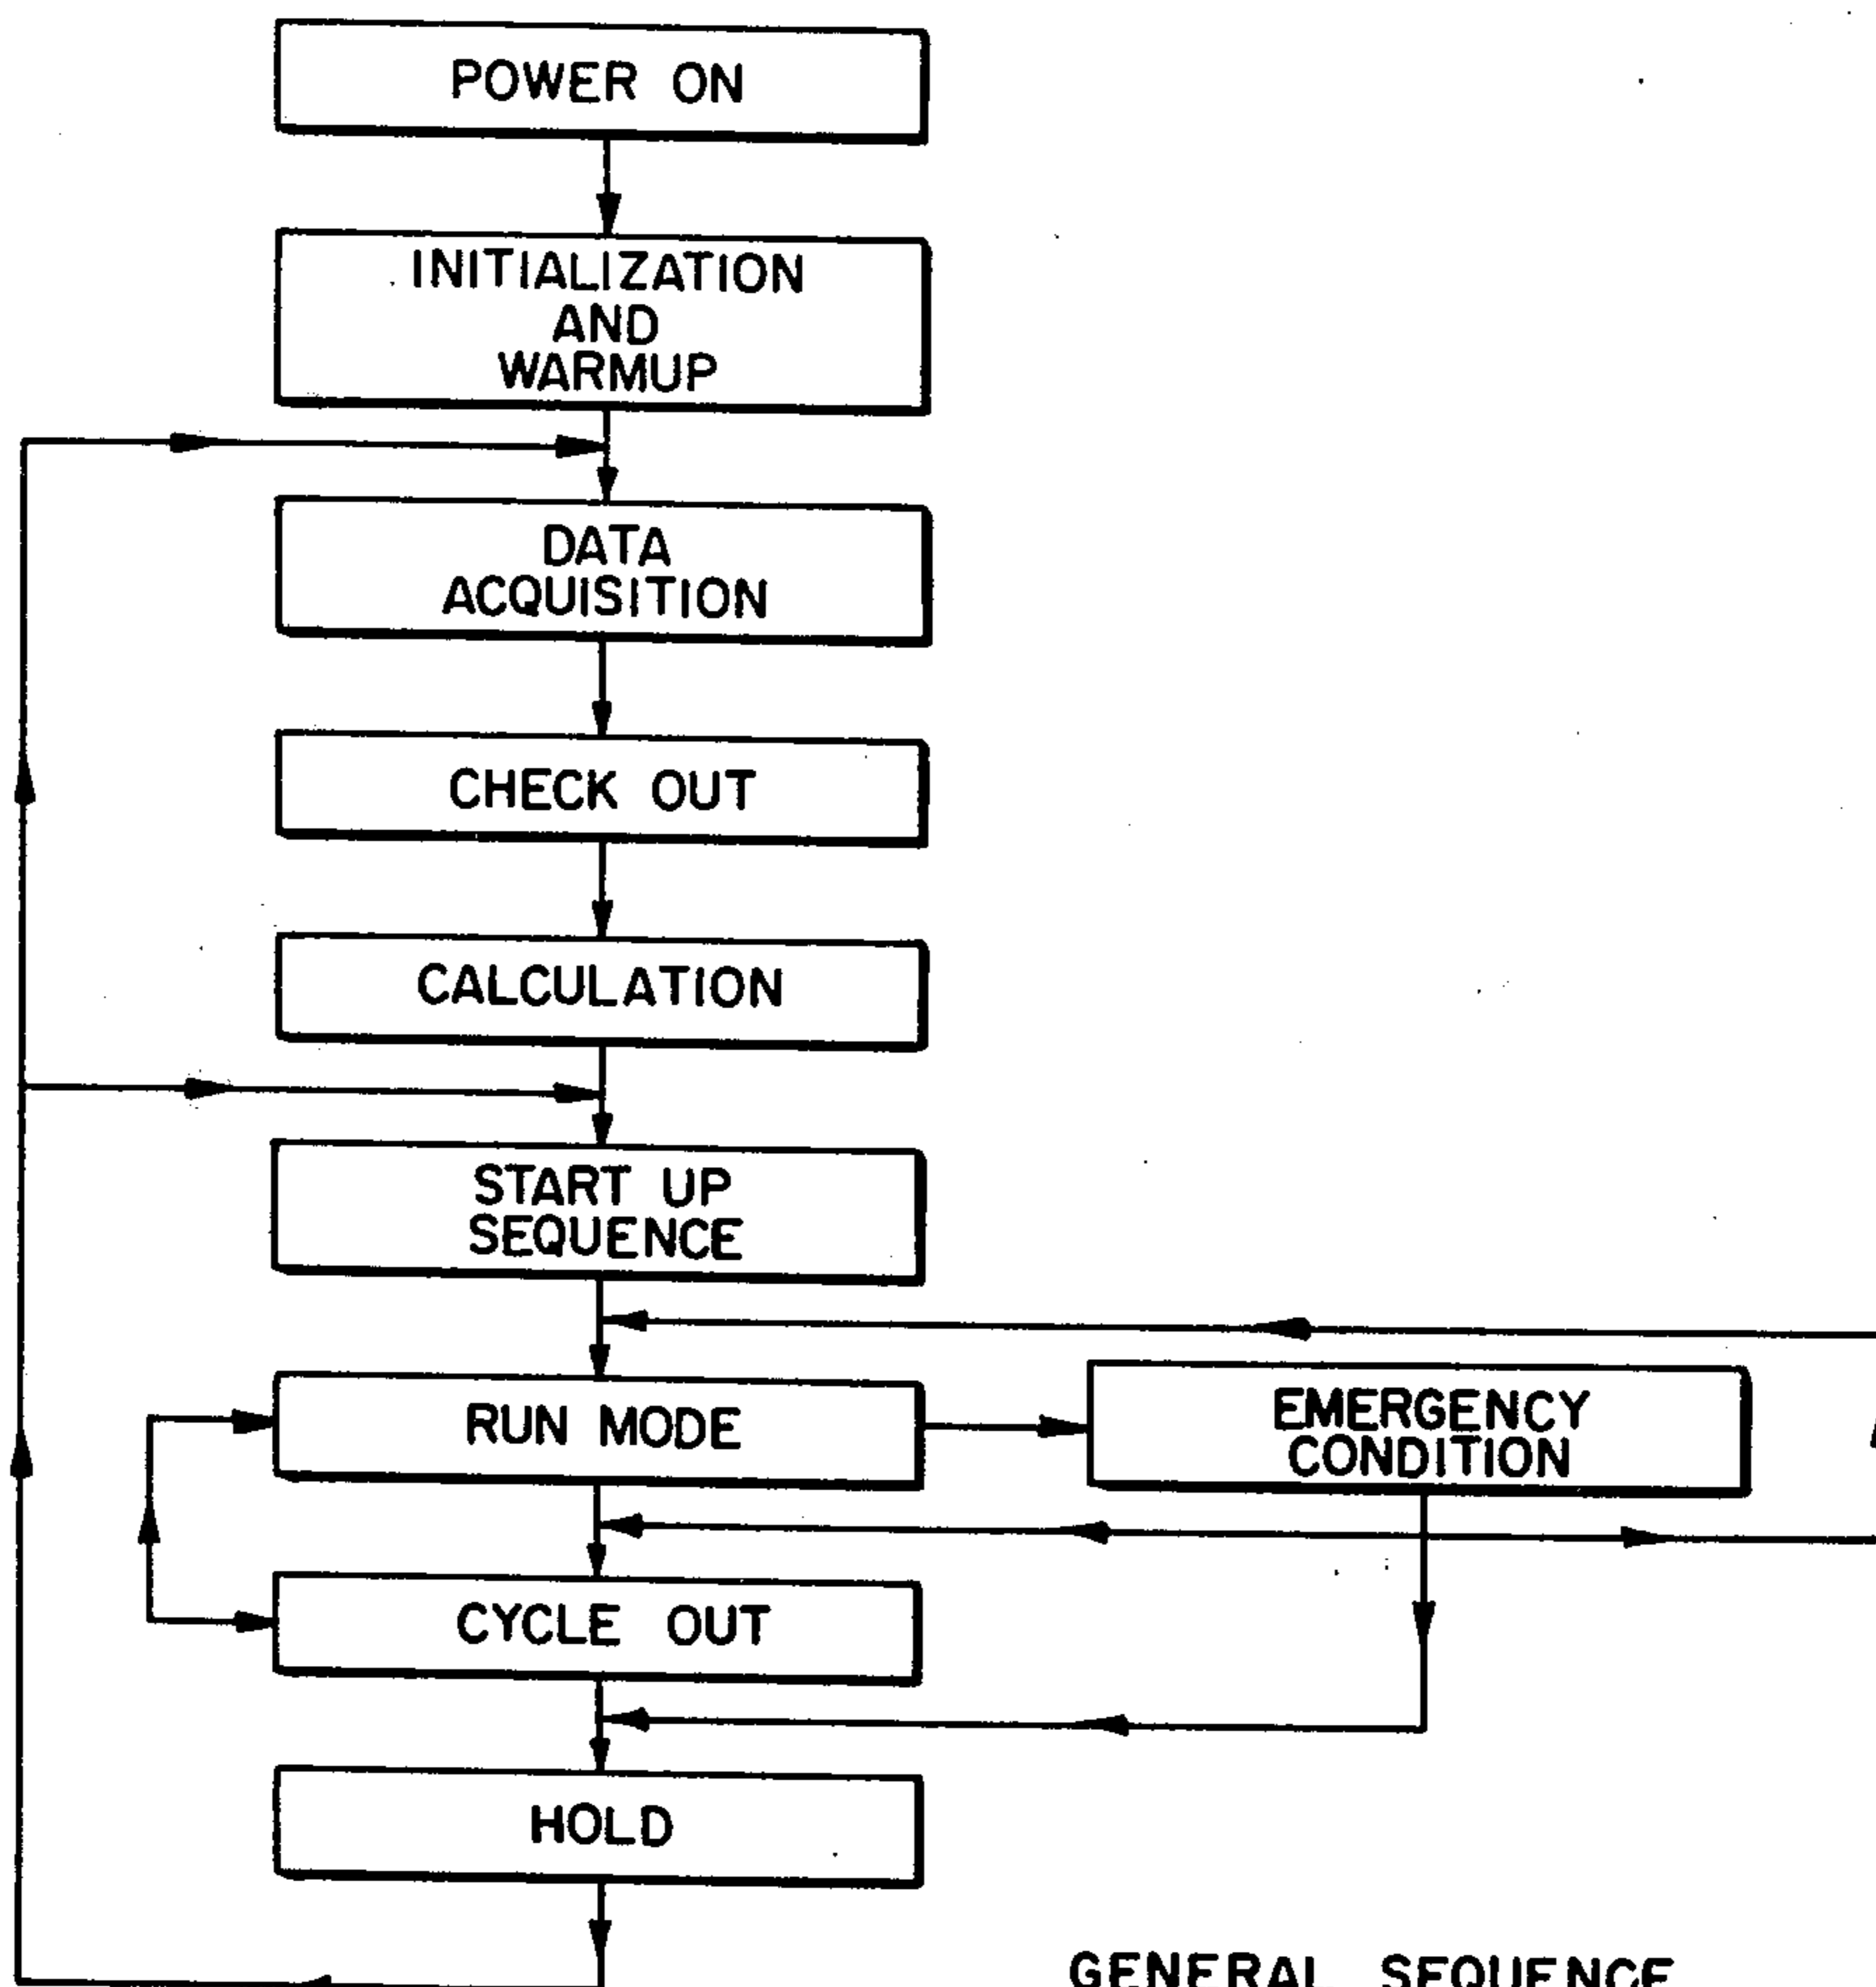 POWER ON
INITIALIZATION
AND
WARMUP
DATA
ACQUISITION
CHECK OUT
CALCULATION
START UP
SEQUENCE
RUN MODE
EMERGENCY
CONDITION
CYCLE OUT
HOLD
GENERAL SEQUENCE